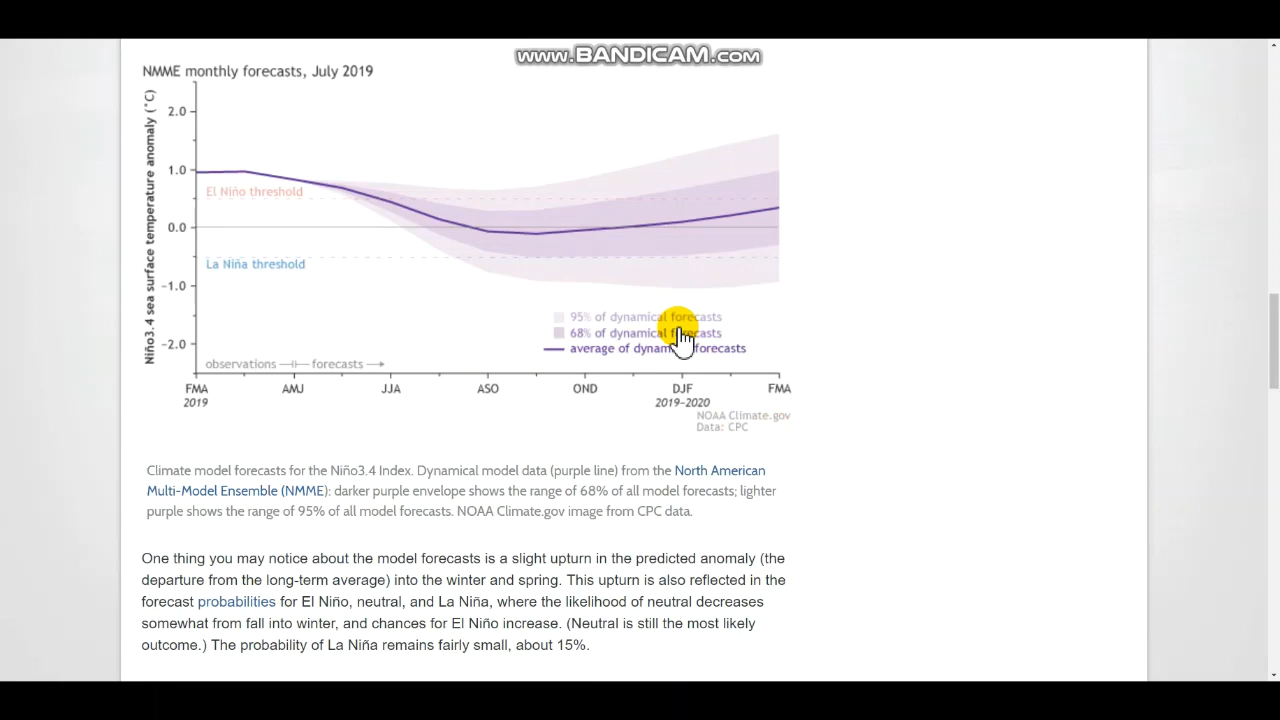 www.BANDICAM.com
NMME monthly forecasts, July 2019
Niño3.4 sea surface temperature anomaly (°C)
2.0
1.0
El Niño threshold
0.0
La Niña threshold
-1.0
95% of dynamical forecasts
68% of dynamical forecasts
-2.0
average of dynam forecasts
observations forecasts
FMA AMJ JJA ASO OND DJF FMA
2019 2019-2020
NOAA Climate.gov
Data: CPC
Climate model forecasts for the Niño3.4 Index. Dynamical model data (purple line) from the North American
Multi-Model Ensemble (NMME): darker purple envelope shows the range of 68% of all model forecasts; lighter
purple shows the range of 95% of all model forecasts. NOAA Climate.gov image from CPC data.
One thing you may notice about the model forecasts is a slight upturn in the predicted anomaly (the
departure from the long-term average) into the winter and spring. This upturn is also reflected in the
forecast probabilities for El Niño, neutral, and La Niña, where the likelihood of neutral decreases
somewhat from fall into winter, and chances for El Niño increase. (Neutral is still the most likely
outcome.) The probability of La Niña remains fairly small, about 15%.